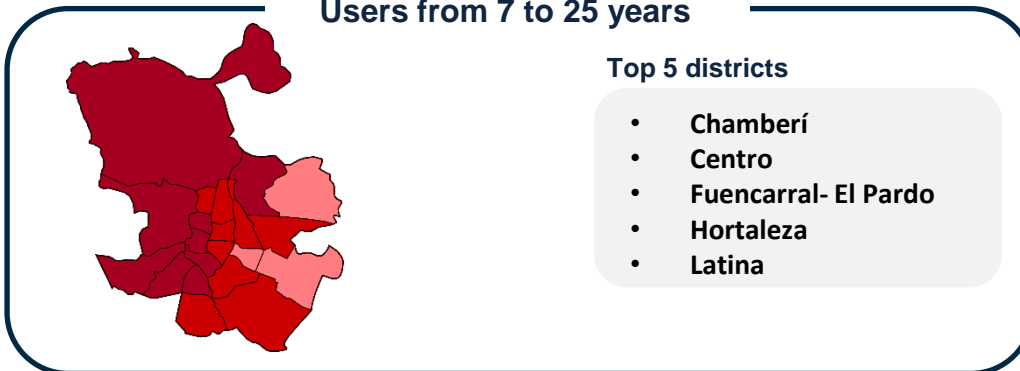 Users from 7 to 25 years
Top 5 districts
• Chamberí
• Centro
• Fuencarral- El Pardo
• Hortaleza
• Latina